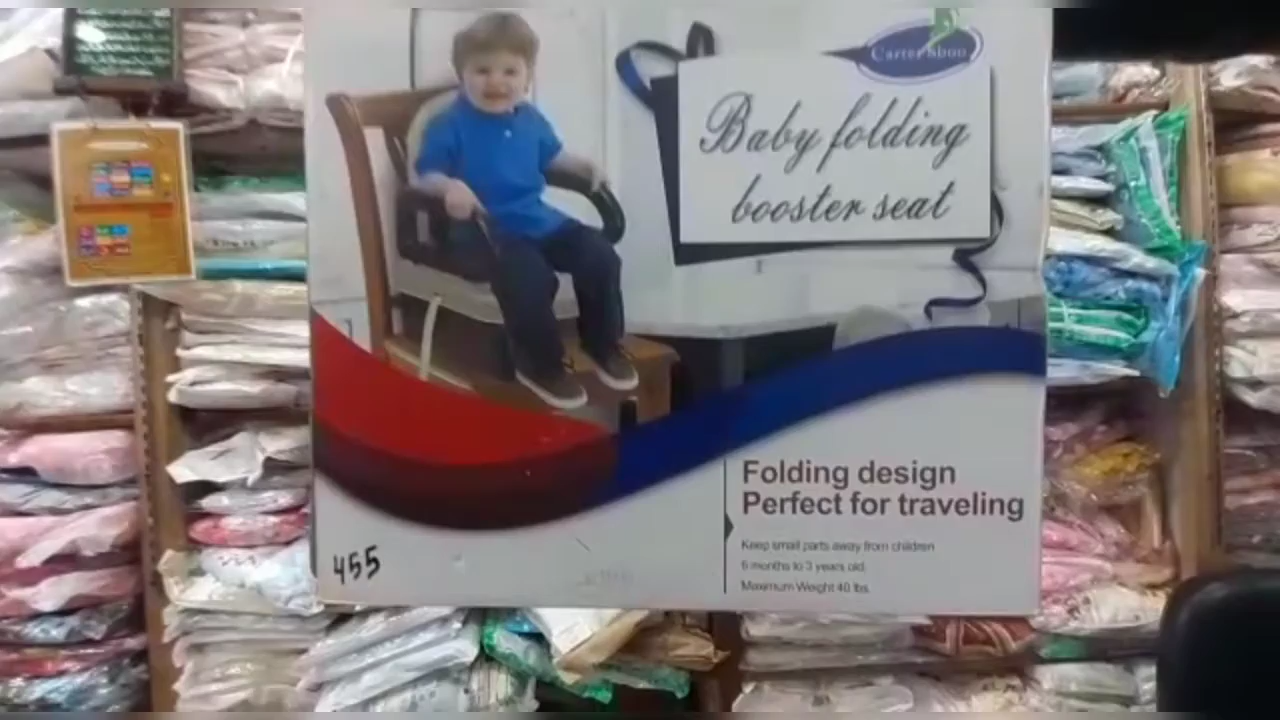 Carter Shoo
Baby folding
booster seat
Folding design
Perfect for traveling
Keep small parts away from children
6 months to 3 years old
Maximum Weight 40 lbs.
455